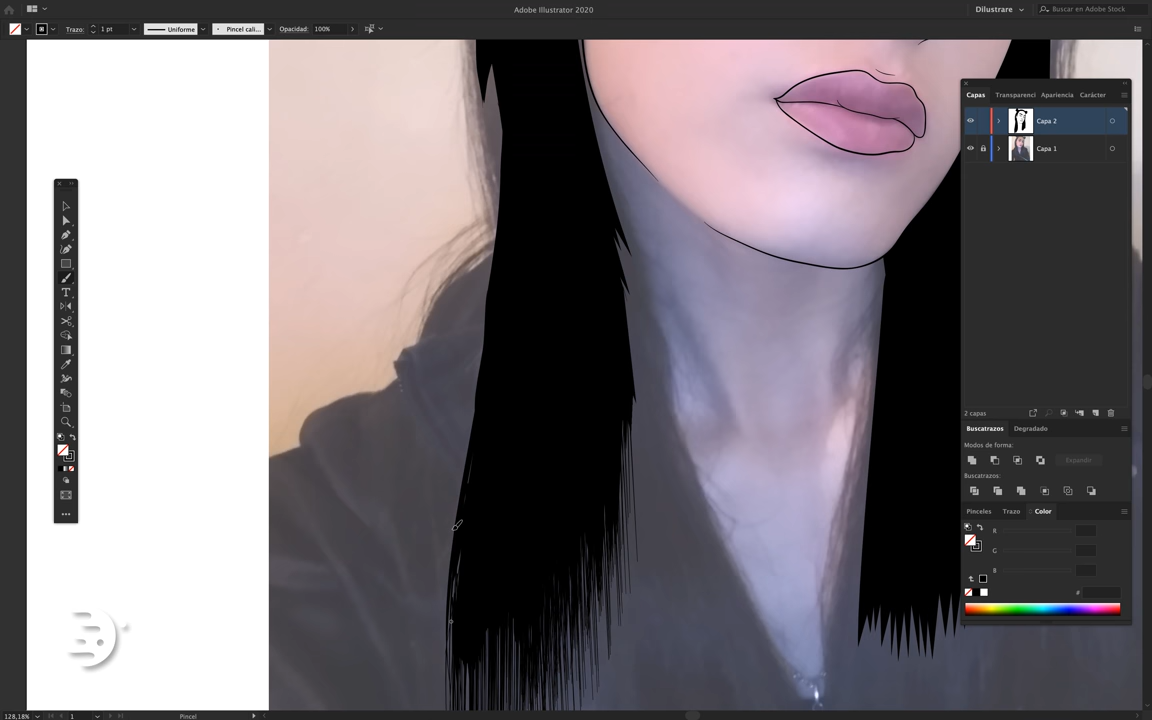 Adobe Illustrator 2020
Dilustrare
Buscar en Adobe Stock
Trazo:
1 pt
Uniforme
Pincel cali...
Opacidad:
100%
Capas
Transparenci
Apariencia
Carácter
Capa 2
Capa 1
T
2 capas
Buscatrazos
Degradado
Modos de forma:
Expandir
Buscatrazos:
Pinceles
Trazo
Color
R
G
B
#
128,18%
1
Pincel